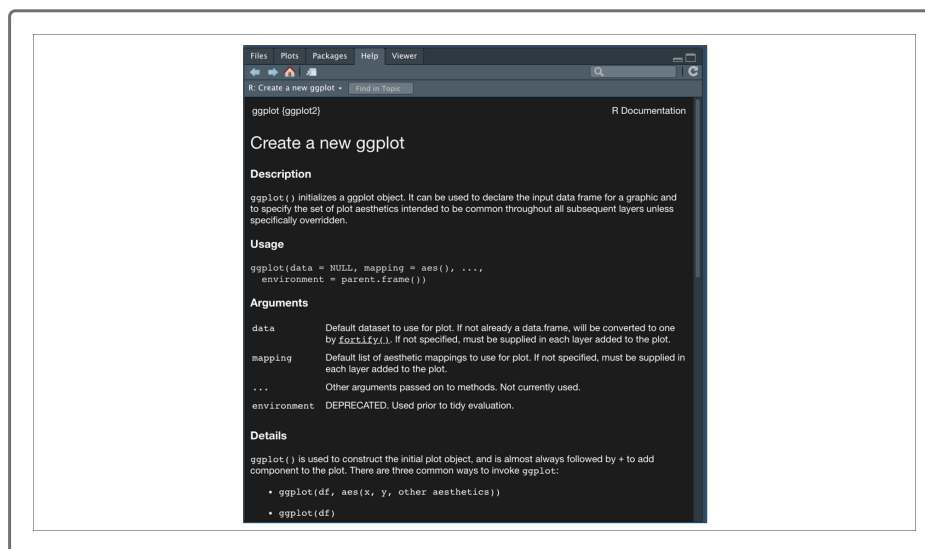 Files Plots Packages Help Viewer
R: Create a new ggplot Find in Topic
ggplot {ggplot2} R Documentation
Create a new ggplot
Description
ggplot() initializes a ggplot object. It can be used to declare the input data frame for a graphic and
to specify the set of plot aesthetics intended to be common throughout all subsequent layers unless
specifically overridden.
Usage
ggplot(data = NULL, mapping = aes(), ...,
environment = parent.frame())
Arguments
data Default dataset to use for plot. If not already a data.frame, will be converted to one
by fortify(). If not specified, must be supplied in each layer added to the plot.
mapping Default list of aesthetic mappings to use for plot. If not specified, must be supplied in
each layer added to the plot.
... Other arguments passed on to methods. Not currently used.
environment DEPRECATED. Used prior to tidy evaluation.
Details
ggplot() is used to construct the initial plot object, and is almost always followed by + to add
component to the plot. There are three common ways to invoke ggplot:
• ggplot(df, aes(x, y, other aesthetics))
• ggplot(df)